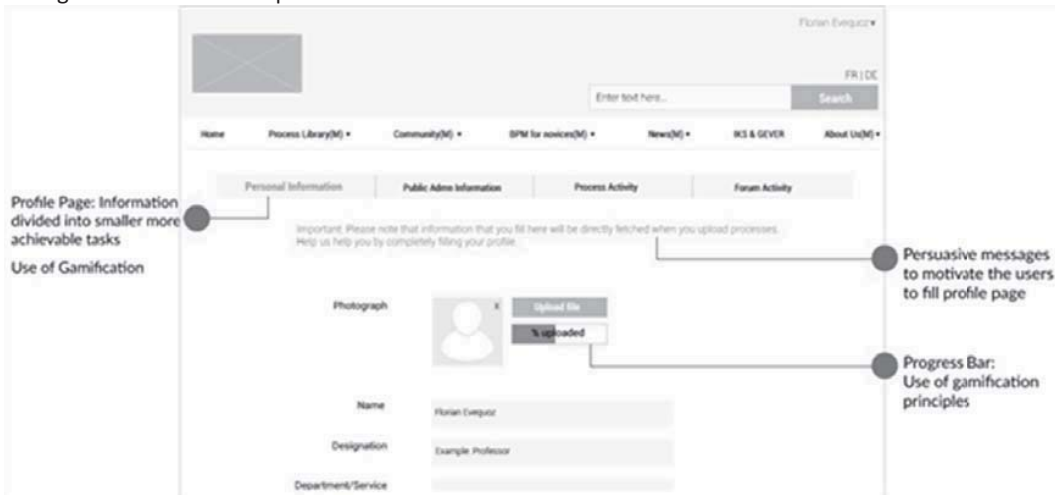 Florian Evequoz▾
FR | DE
Enter text here...
Search
Home
Process Library(M) ▾
Community(M) ▾
BPM for novices(M) ▾
News(M) ▾
IKS & GEVER
About Us(M) ▾
Personal Information
Public Admn Information
Process Activity
Forum Activity
Profile Page: Information
divided into smaller more
achievable tasks
Use of Gamification
Important: Please note that information that you fill here will be directly fetched when you upload processes.
Help us help you by completely filling your profile.
Persuasive messages
to motivate the users
to fill profile page
Photograph
x
Upload file
% uploaded
Progress Bar:
Use of gamification
principles
Name
Florian Evequoz
Designation
Example: Professor
Department/Service